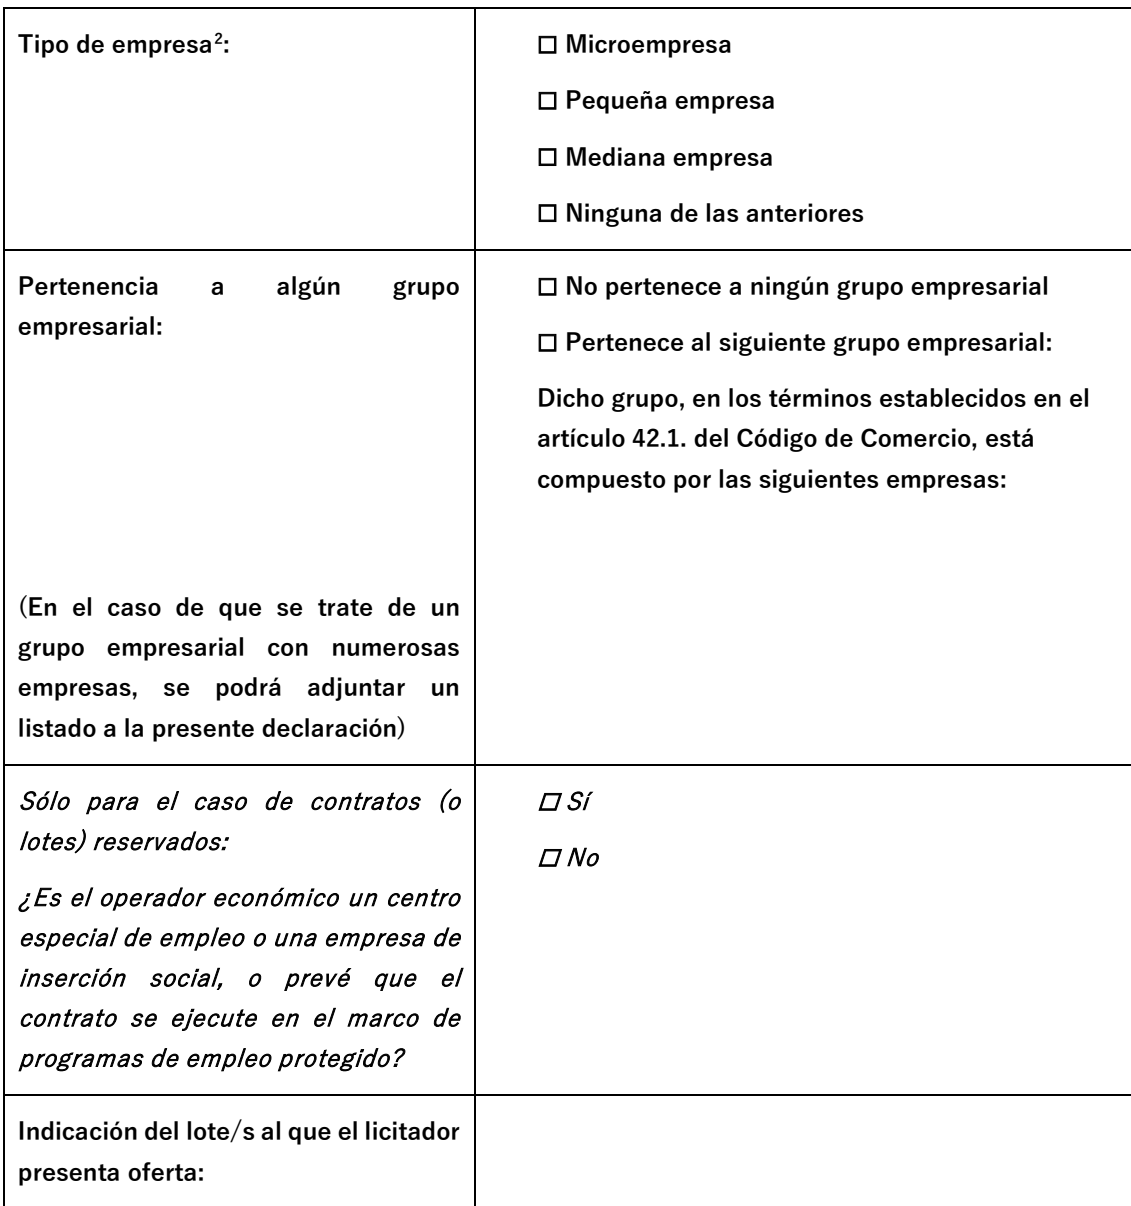 Tipo de empresa²:
☐ Microempresa
☐ Pequeña empresa
☐ Mediana empresa
☐ Ninguna de las anteriores
Pertenencia a algún grupo
empresarial:
(En el caso de que se trate de un
grupo empresarial con numerosas
empresas, se podrá adjuntar un
listado a la presente declaración)
☐ No pertenece a ningún grupo empresarial
☐ Pertenece al siguiente grupo empresarial:
Dicho grupo, en los términos establecidos en el
artículo 42.1. del Código de Comercio, está
compuesto por las siguientes empresas:
Sólo para el caso de contratos (o
lotes) reservados:
¿Es el operador económico un centro
especial de empleo o una empresa de
inserción social, o prevé que el
contrato se ejecute en el marco de
programas de empleo protegido?
☐ Sí
☐ No
Indicación del lote/s al que el licitador
presenta oferta: